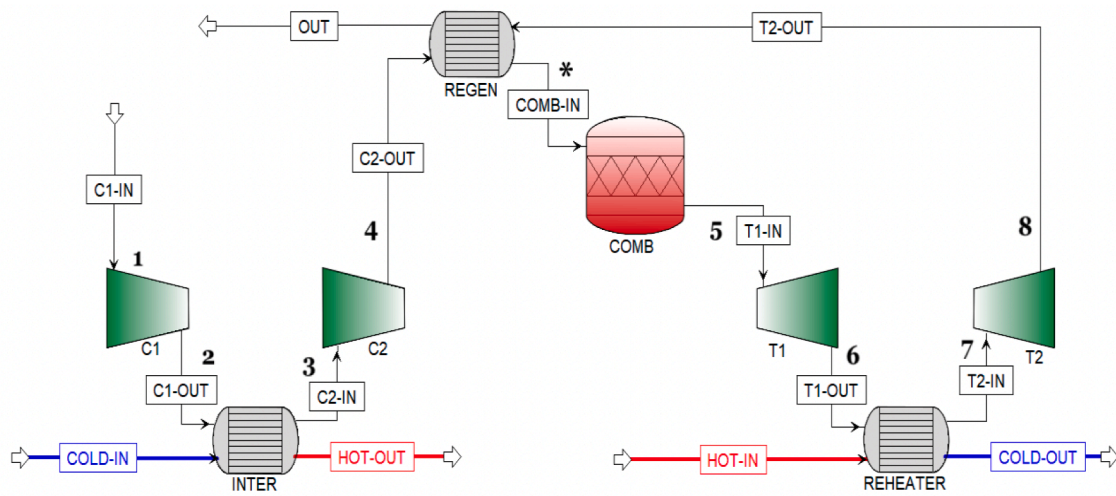 OUT
T2-OUT
REGEN
*
COMB-IN
C2-OUT
C1-IN
4
COMB
5
T1-IN
8
1
C1
C2
T1
T2
2
3
6
7
C1-OUT
C2-IN
T1-OUT
T2-IN
COLD-IN
HOT-OUT
HOT-IN
COLD-OUT
INTER
REHEATER